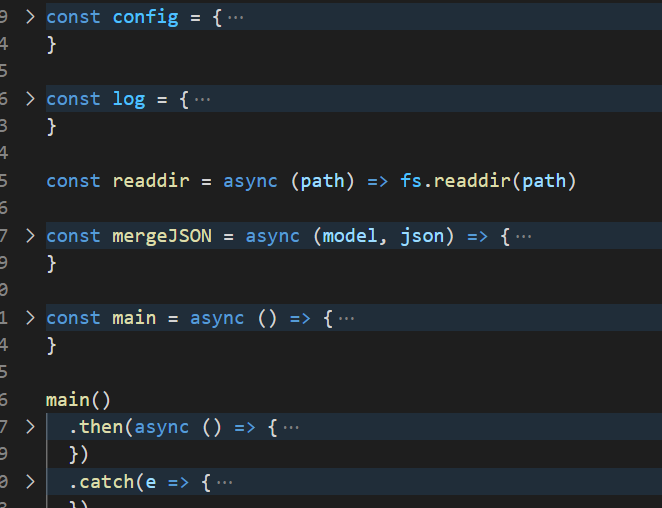 9 > const config = { ···
4 }
5
6 > const log = { ···
3 }
4
5 const readdir = async (path) => fs.readdir(path)
6
7 > const mergeJSON = async (model, json) => { ···
9 }
0
1 > const main = async () => { ···
4 }
5
6 main()
7 > .then(async () => { ···
9 })
0 > .catch(e => { ···
3 })